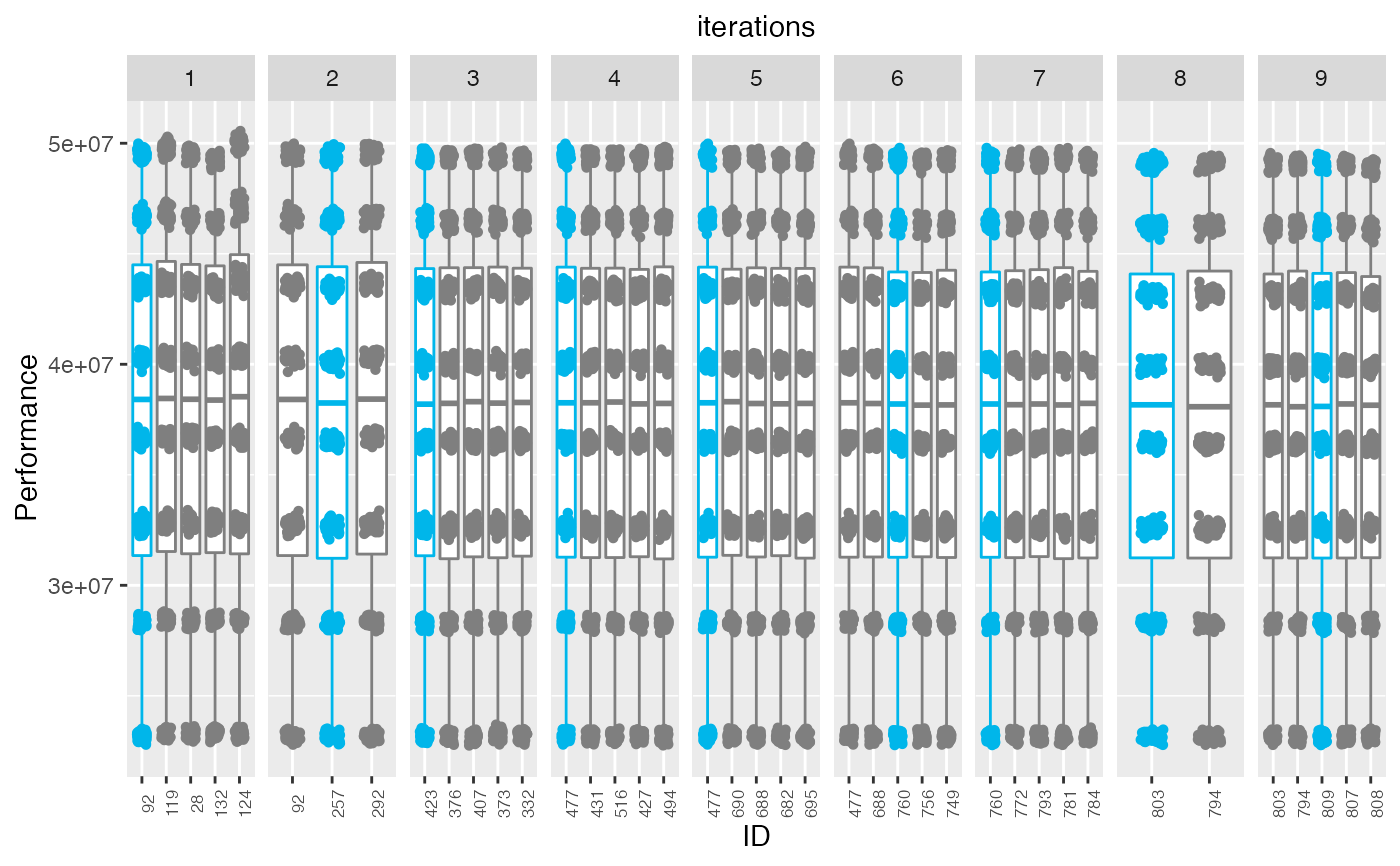 iterations
1 2 3 4 5 6 7 8 9
Performance
5e+07
4e+07
3e+07
92 119 28 132 124 92 257 292 423 376 407 373 332 477 431 516 427 494 477 690 688 682 695 477 688 760 756 749 760 772 793 781 784 803 794 803 794 809 807 808
ID